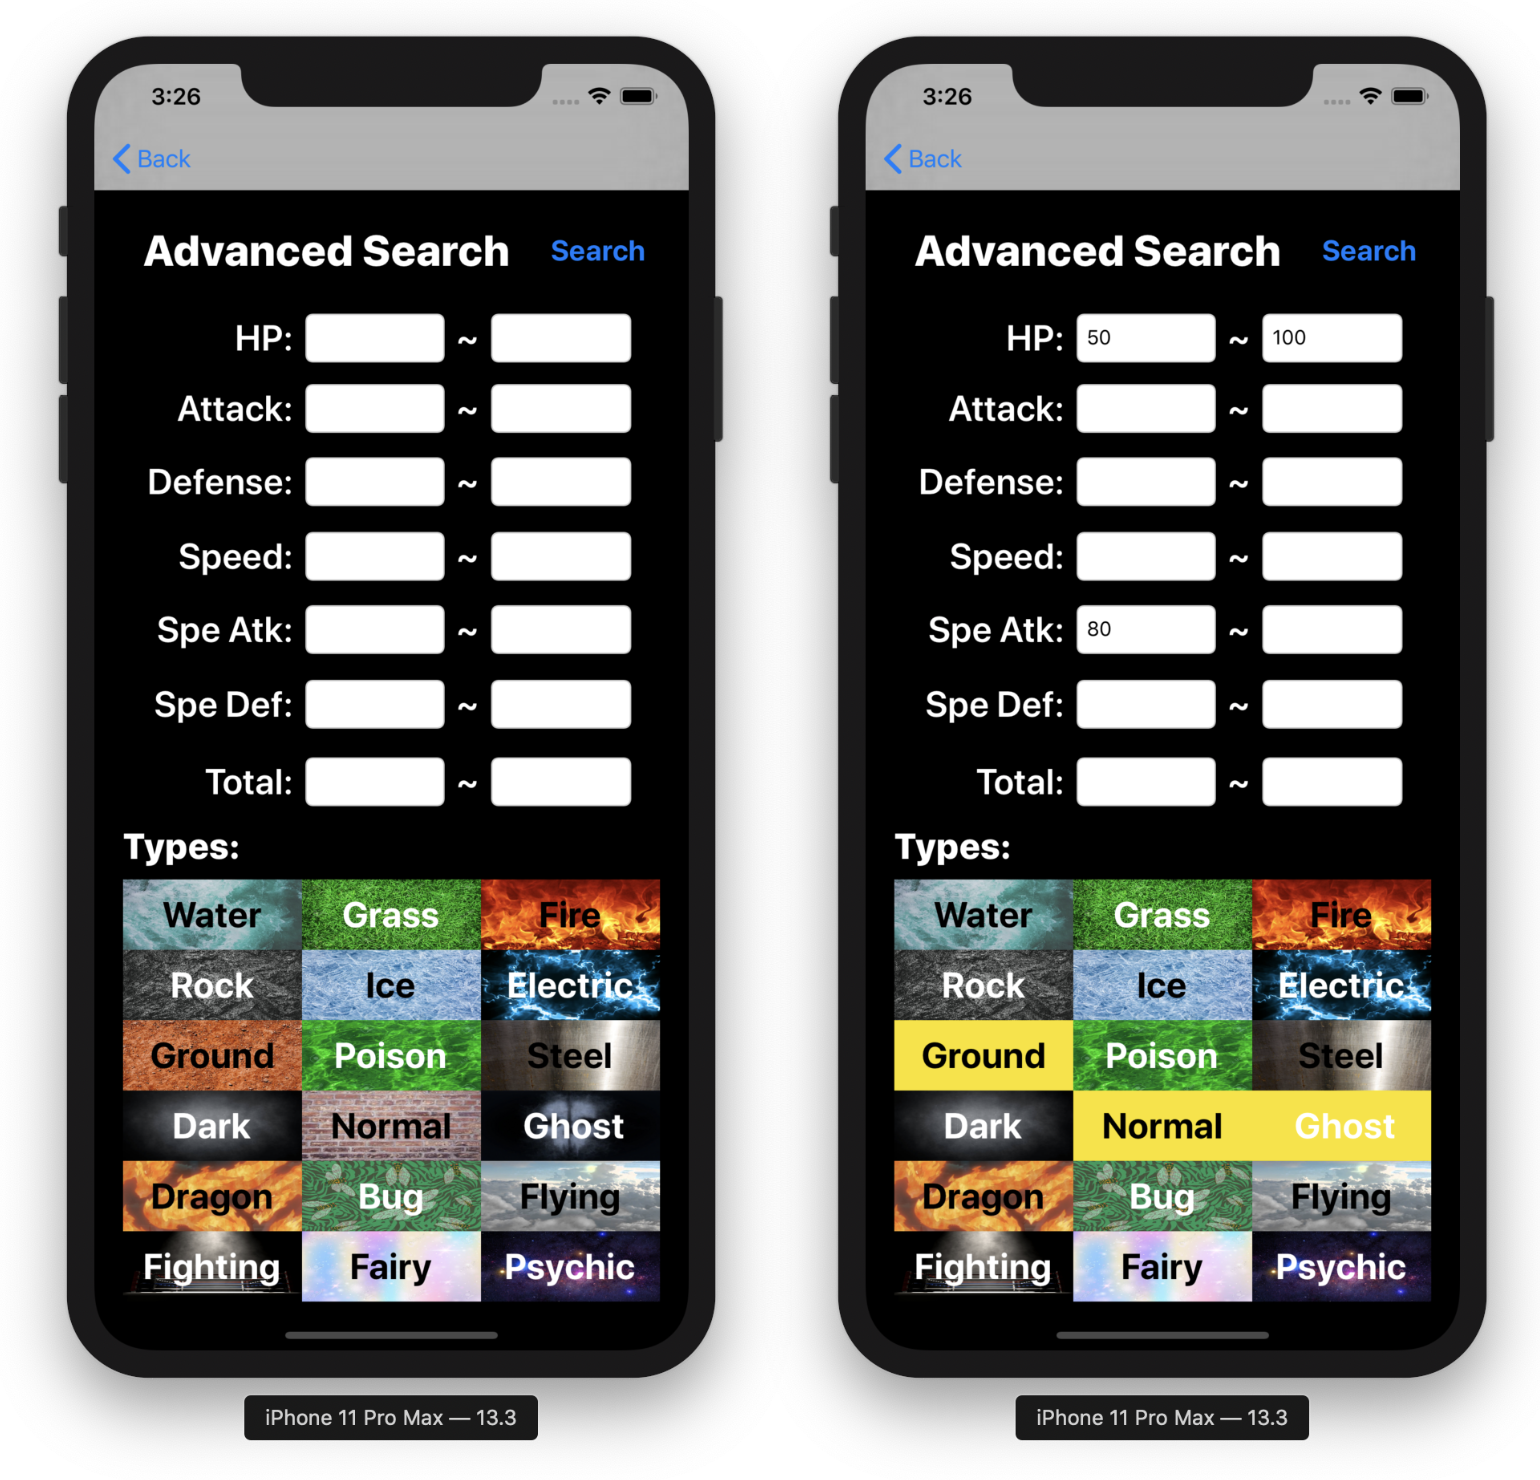 3:26
Back
Advanced Search Search
HP: ~
Attack: ~
Defense: ~
Speed: ~
Spe Atk: ~
Spe Def: ~
Total: ~
Types:
Water Grass Fire
Rock Ice Electric
Ground Poison Steel
Dark Normal Ghost
Dragon Bug Flying
Fighting Fairy Psychic
iPhone 11 Pro Max — 13.3
3:26
Back
Advanced Search Search
HP: 50 ~ 100
Attack: ~
Defense: ~
Speed: ~
Spe Atk: 80 ~
Spe Def: ~
Total: ~
Types:
Water Grass Fire
Rock Ice Electric
Ground Poison Steel
Dark Normal Ghost
Dragon Bug Flying
Fighting Fairy Psychic
iPhone 11 Pro Max — 13.3